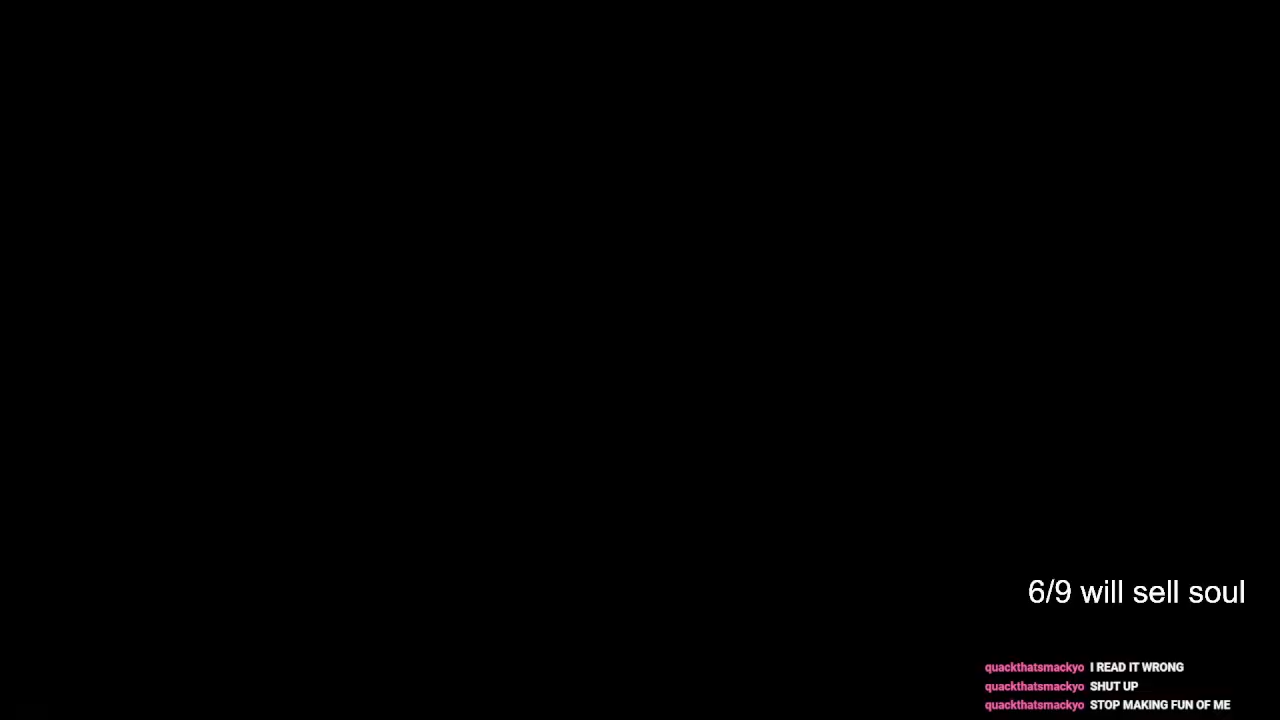 6/9 will sell soul
quackthatsmackyo I READ IT WRONG
quackthatsmackyo SHUT UP
quackthatsmackyo STOP MAKING FUN OF ME